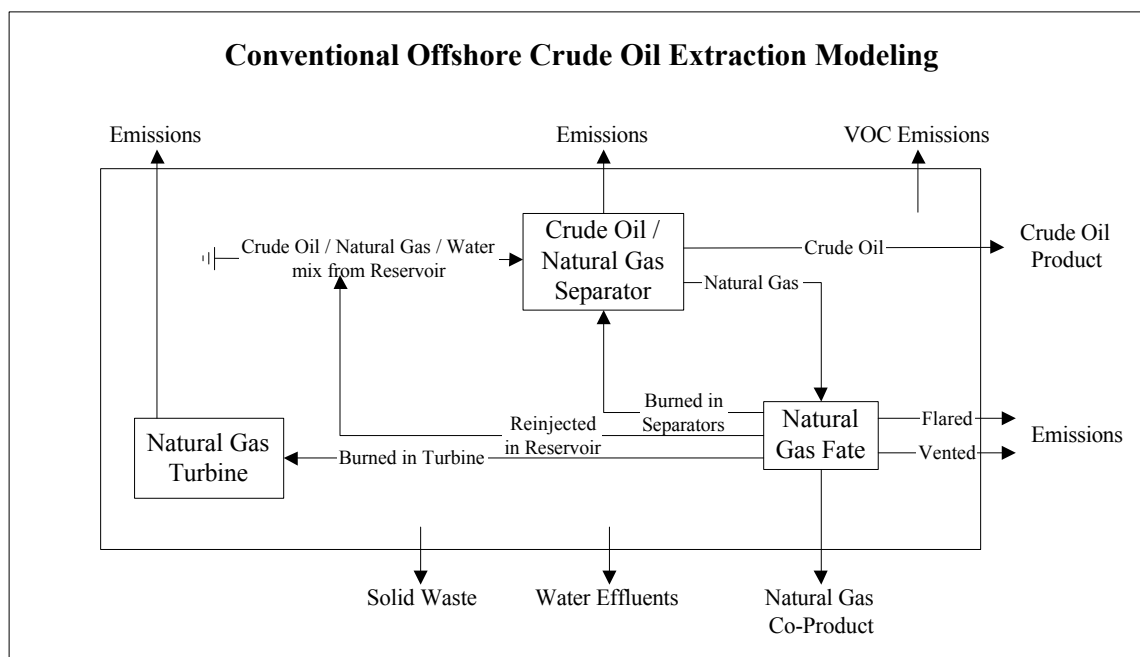 Conventional Offshore Crude Oil Extraction Modeling
Emissions
Emissions
VOC Emissions
Crude Oil / Natural Gas / Water
mix from Reservoir
Crude Oil /
Natural Gas
Separator
Crude Oil
Crude Oil
Product
Natural Gas
Burned in
Separators
Reinjected
in Reservoir
Burned in Turbine
Natural Gas
Turbine
Natural
Gas Fate
Flared
Vented
Emissions
Solid Waste
Water Effluents
Natural Gas
Co-Product